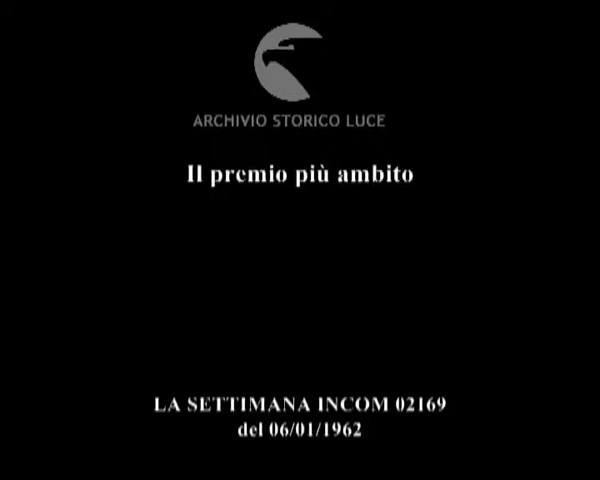 ARCHIVIO STORICO LUCE
Il premio più ambito
LA SETTIMANA INCOM 02169
del 06/01/1962